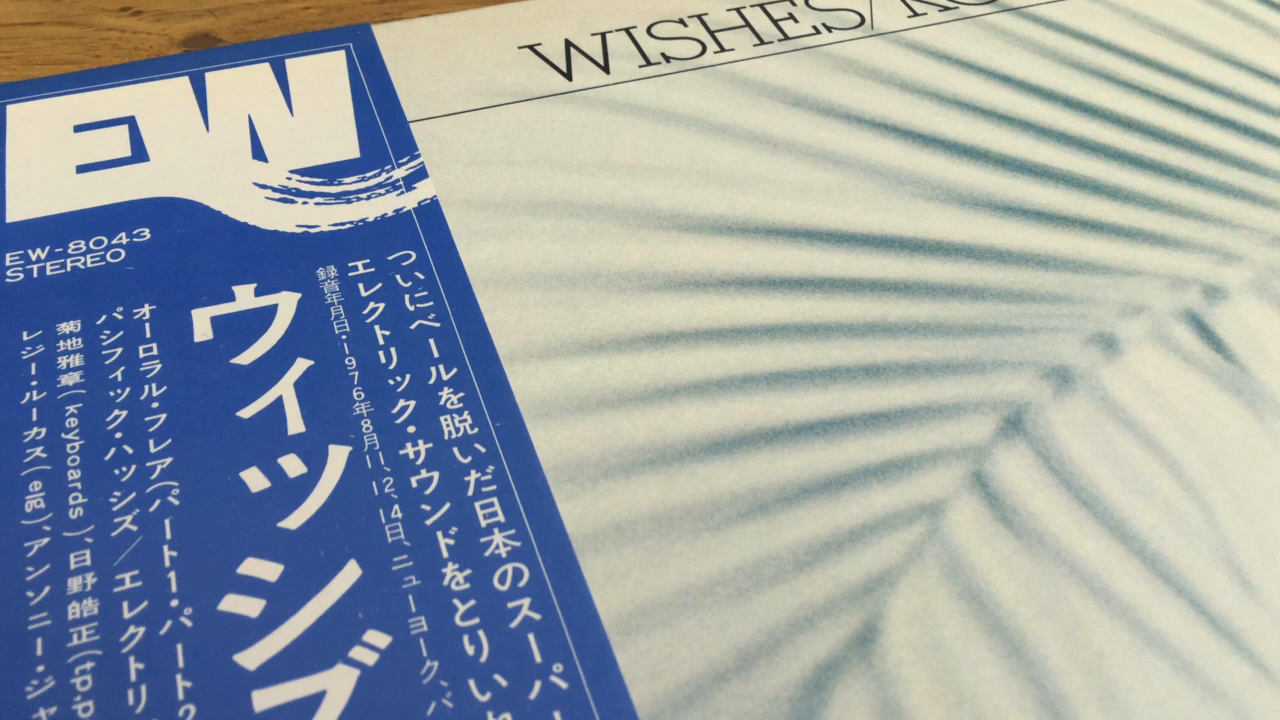 WISHES/KO
EW
EW-8043
STEREO
ついにベールを脱いだ日本のスーパー
エレクトリック・サウンドをとりい
録音年月日・1976年8月11、12、14日、ニューヨーク、バ
ウィッシズ
オーロラル・フレア(パート1・パート2
パシフィック・ハッシズ/エレクトリ
菊地雅章(keyboards)、日野皓正(tp.p
レジー・ルーカス(elg)、アンソニー・ジャ